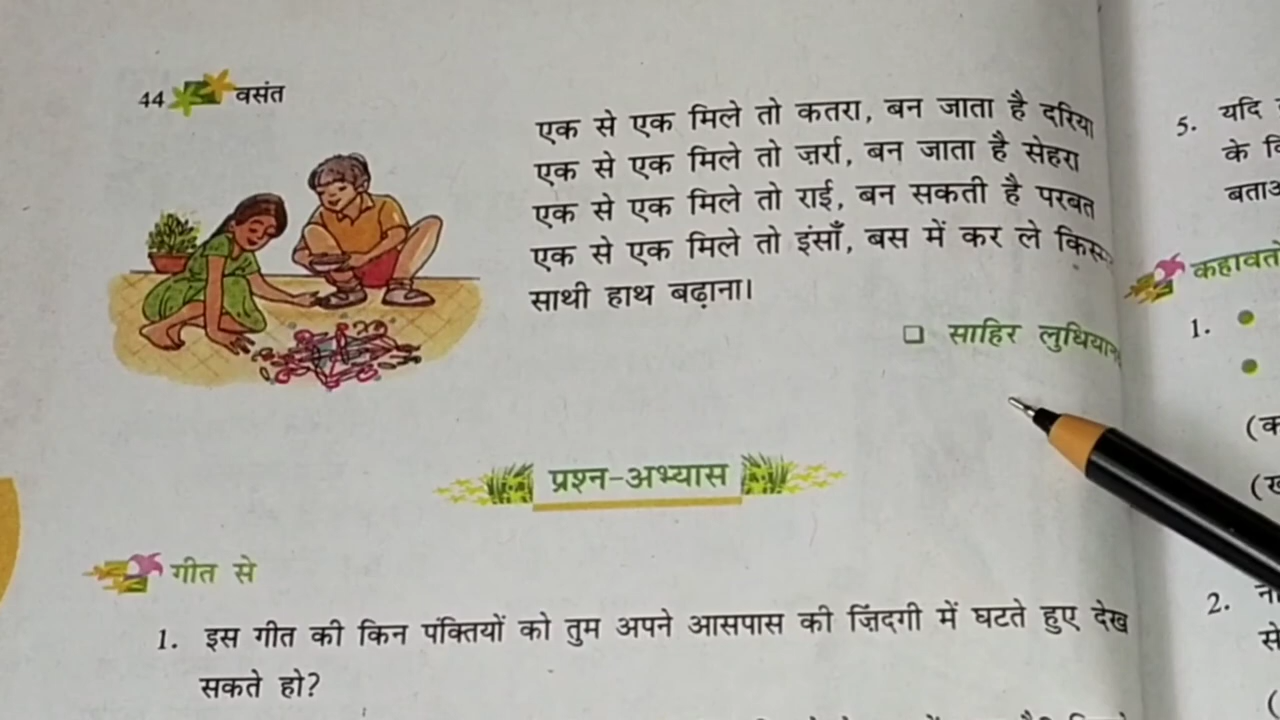 44 वसंत
एक से एक मिले तो कतरा, बन जाता है दरिया
एक से एक मिले तो ज़र्रा, बन जाता है सेहरा
एक से एक मिले तो राई, बन सकती है परबत
एक से एक मिले तो इंसाँ, बस में कर ले
साथी हाथ बढ़ाना।
साहिर
प्रश्न-अभ्यास
गीत से
1. इस गीत की किन पंक्तियों को तुम अपने आसपास की ज़िंदगी में घटते हुए देख
सकते हो?
5. यदि
के
कहावतों
1.
2.